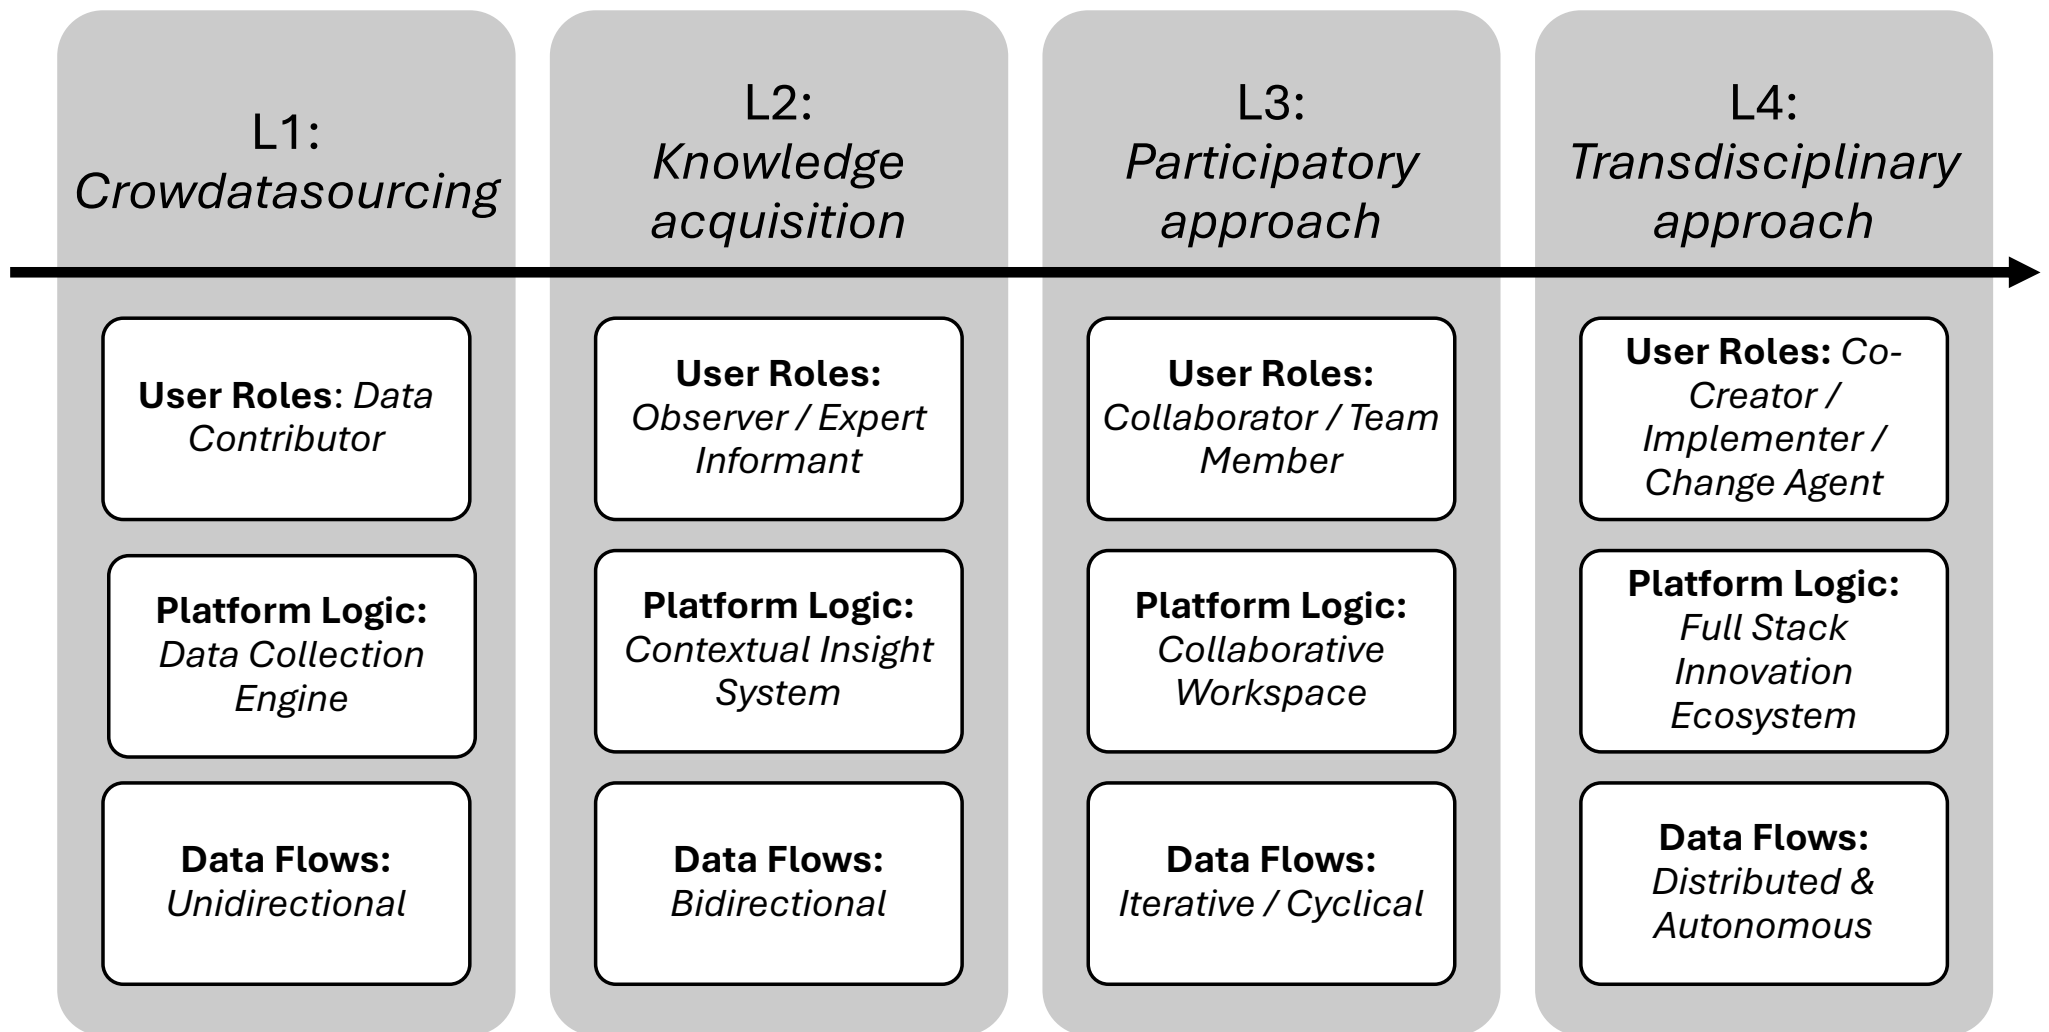 L1:
Crowdatasourcing
User Roles: Data
Contributor
Platform Logic:
Data Collection
Engine
Data Flows:
Unidirectional
L2:
Knowledge
acquisition
User Roles:
Observer / Expert
Informant
Platform Logic:
Contextual Insight
System
Data Flows:
Bidirectional
L3:
Participatory
approach
User Roles:
Collaborator / Team
Member
Platform Logic:
Collaborative
Workspace
Data Flows:
Iterative / Cyclical
L4:
Transdisciplinary
approach
User Roles: Co-
Creator /
Implementer /
Change Agent
Platform Logic:
Full Stack
Innovation
Ecosystem
Data Flows:
Distributed &
Autonomous